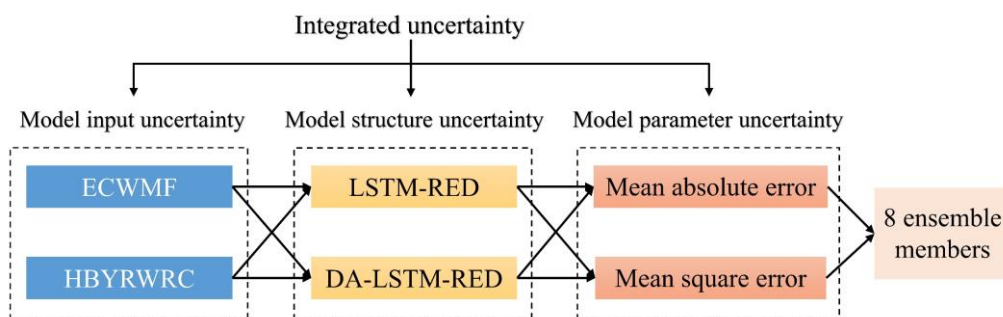 Integrated uncertainty
Model input uncertainty
Model structure uncertainty
Model parameter uncertainty
ECWMF
LSTM-RED
Mean absolute error
8 ensemble
members
HBYRWRC
DA-LSTM-RED
Mean square error